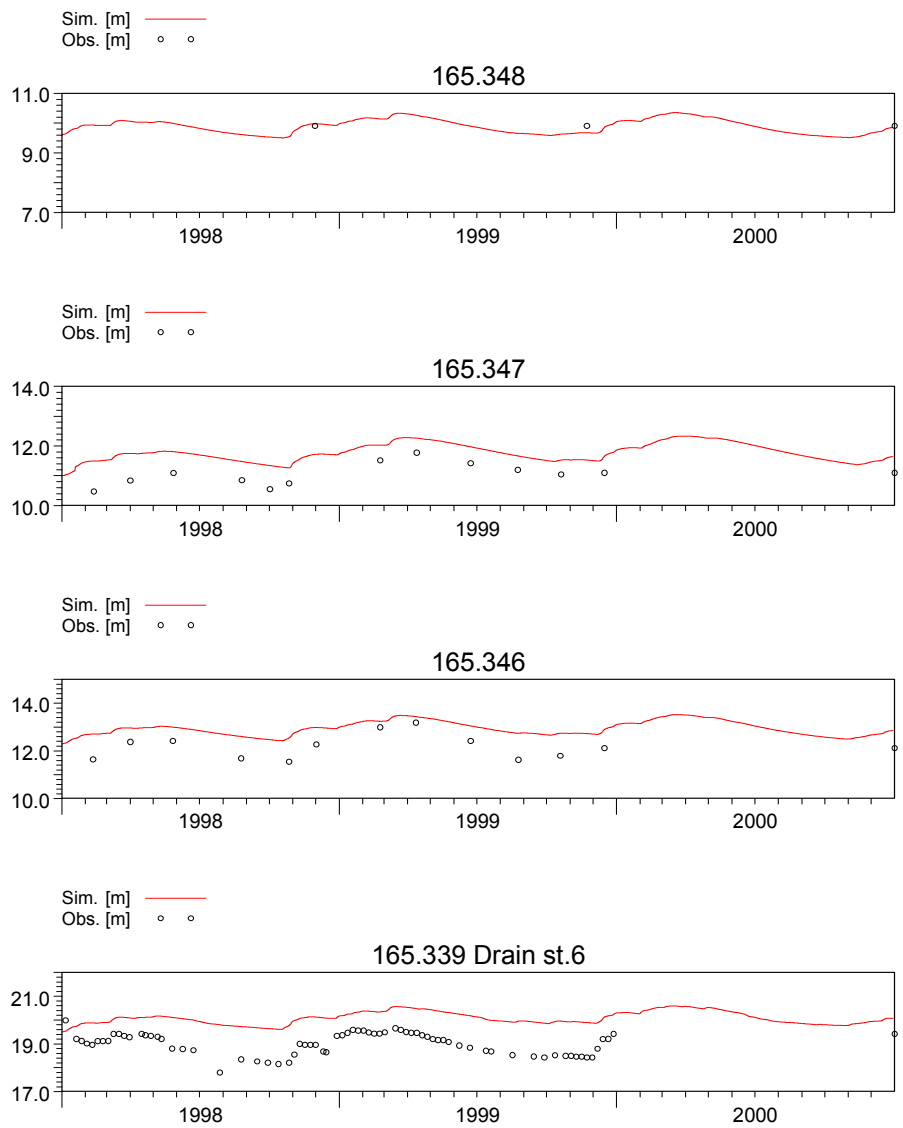 Sim. [m]
Obs. [m]
165.348
11.0
9.0
7.0
1998 1999 2000
Sim. [m]
Obs. [m]
165.347
14.0
12.0
10.0
1998 1999 2000
Sim. [m]
Obs. [m]
165.346
14.0
12.0
10.0
1998 1999 2000
Sim. [m]
Obs. [m]
165.339 Drain st.6
21.0
19.0
17.0
1998 1999 2000